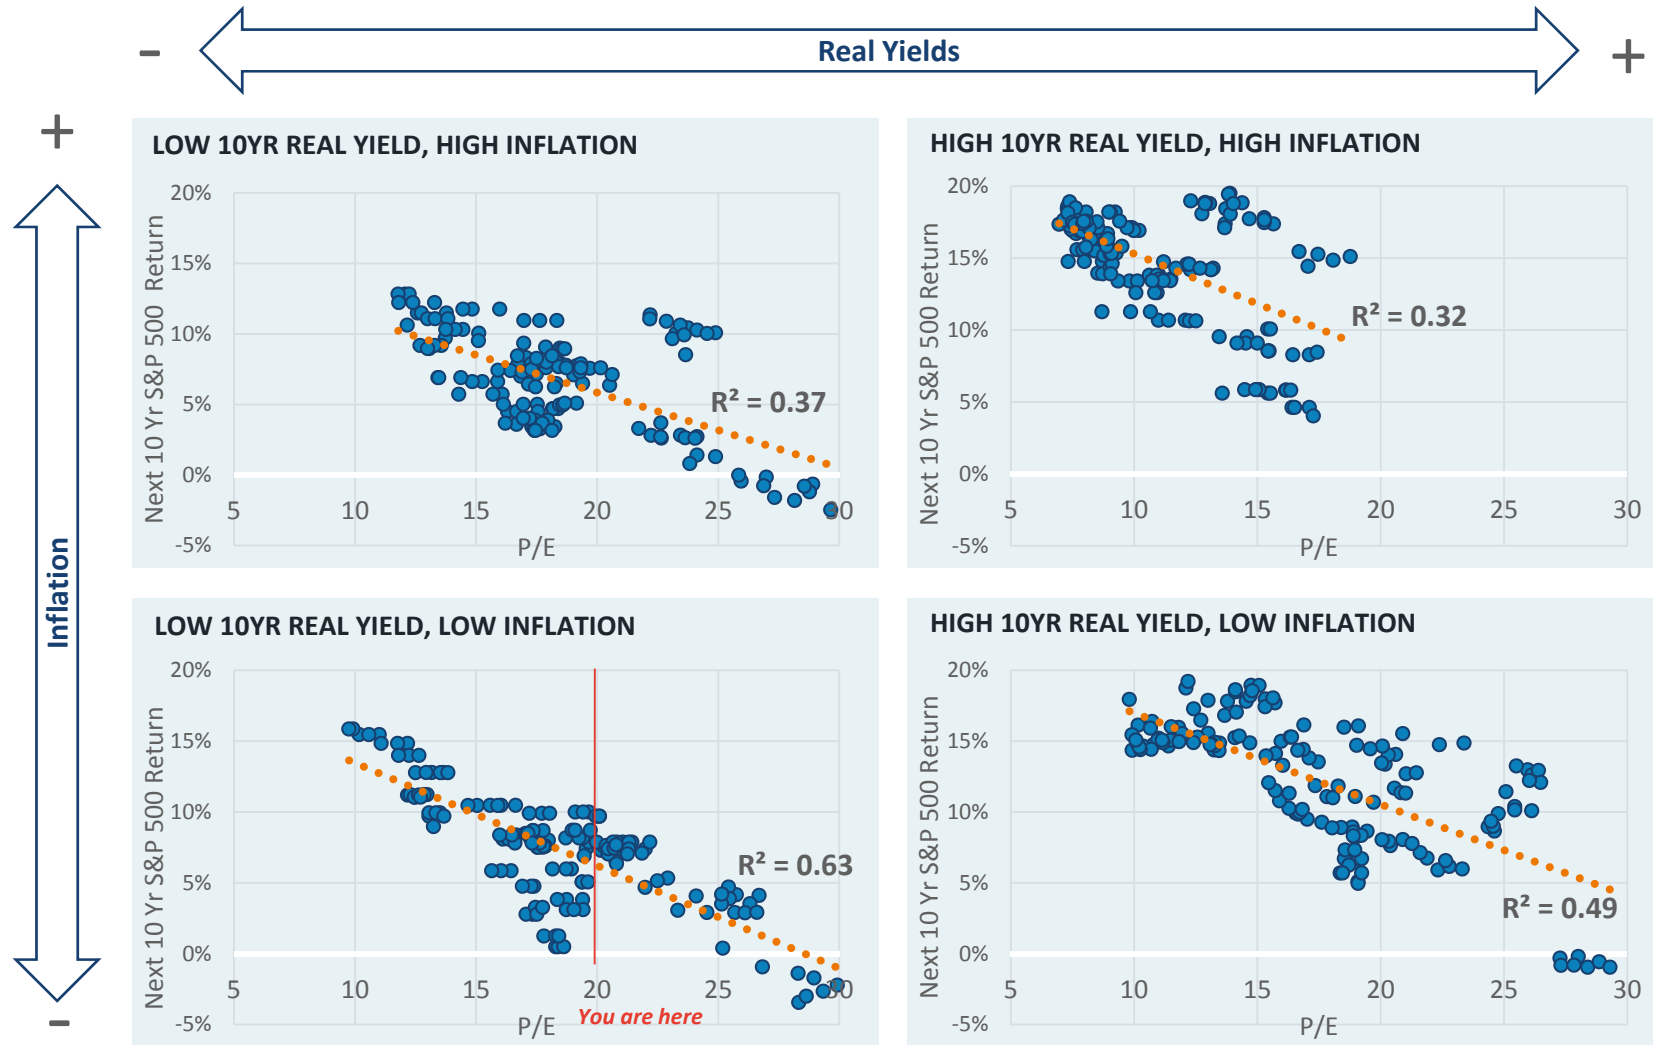 Real Yields
-
+
+
Inflation
-
LOW 10YR REAL YIELD, HIGH INFLATION
Next 10 Yr S&P 500 Return
20%
15%
10%
5%
0%
-5%
R² = 0.37
5 10 15 20 25 30
P/E
HIGH 10YR REAL YIELD, HIGH INFLATION
Next 10 Yr S&P 500 Return
20%
15%
10%
5%
0%
-5%
R² = 0.32
5 10 15 20 25 30
P/E
LOW 10YR REAL YIELD, LOW INFLATION
Next 10 Yr S&P 500 Return
20%
15%
10%
5%
0%
-5%
R² = 0.63
5 10 15 20 25 30
P/E
You are here
HIGH 10YR REAL YIELD, LOW INFLATION
Next 10 Yr S&P 500 Return
20%
15%
10%
5%
0%
-5%
R² = 0.49
5 10 15 20 25 30
P/E